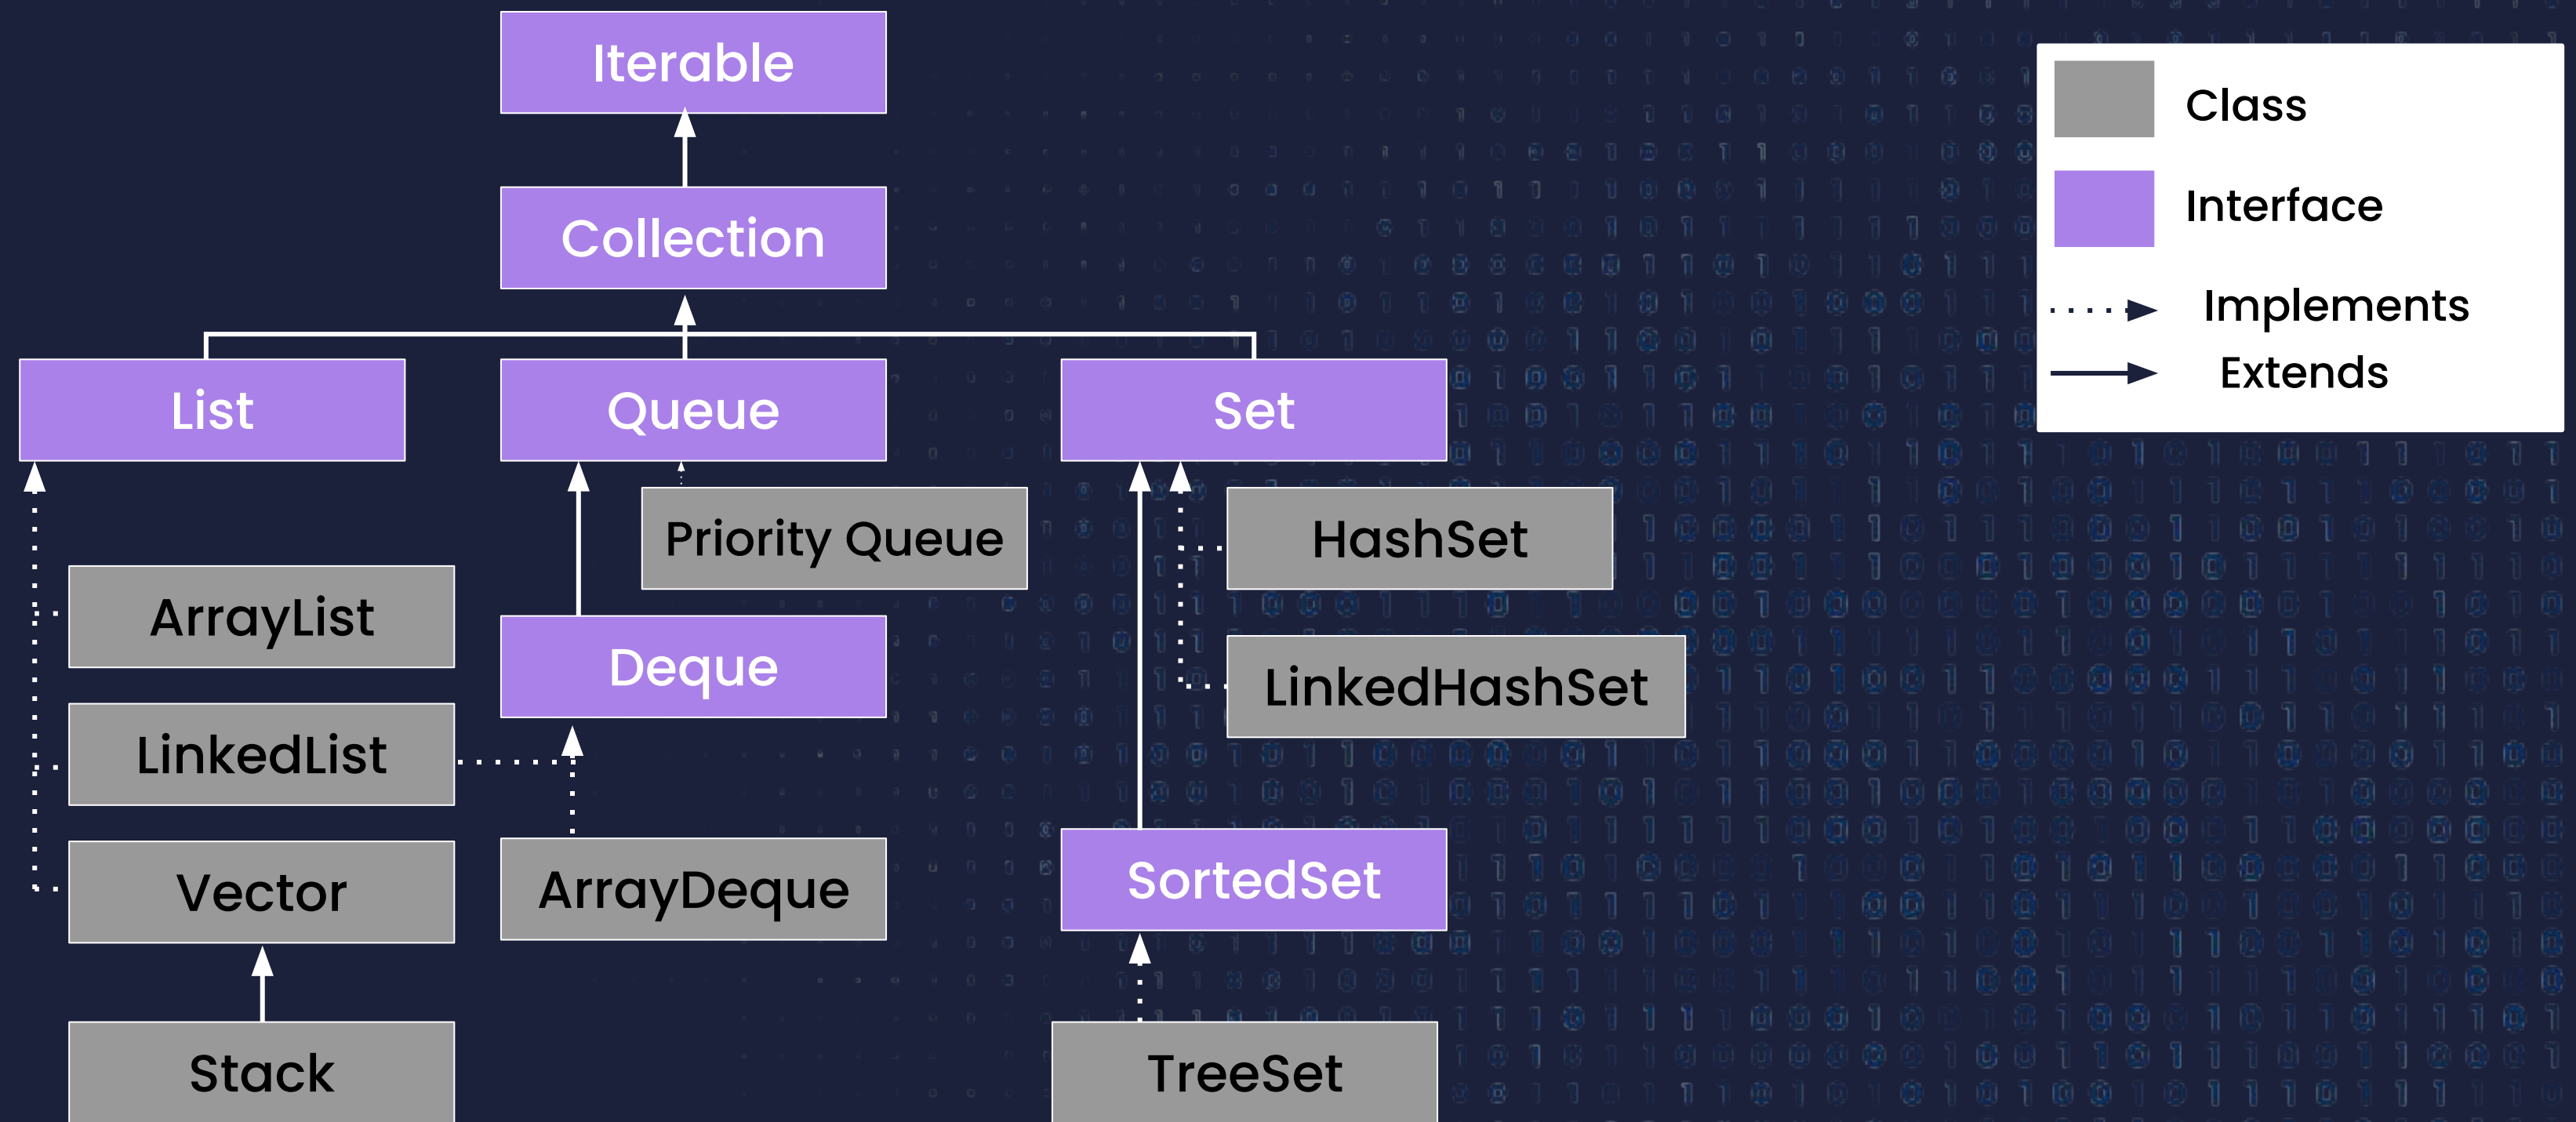 Iterable
Collection
List
Queue
Set
Priority Queue
HashSet
ArrayList
Deque
LinkedHashSet
LinkedList
Vector
ArrayDeque
SortedSet
Stack
TreeSet
Class
Interface
Implements
Extends